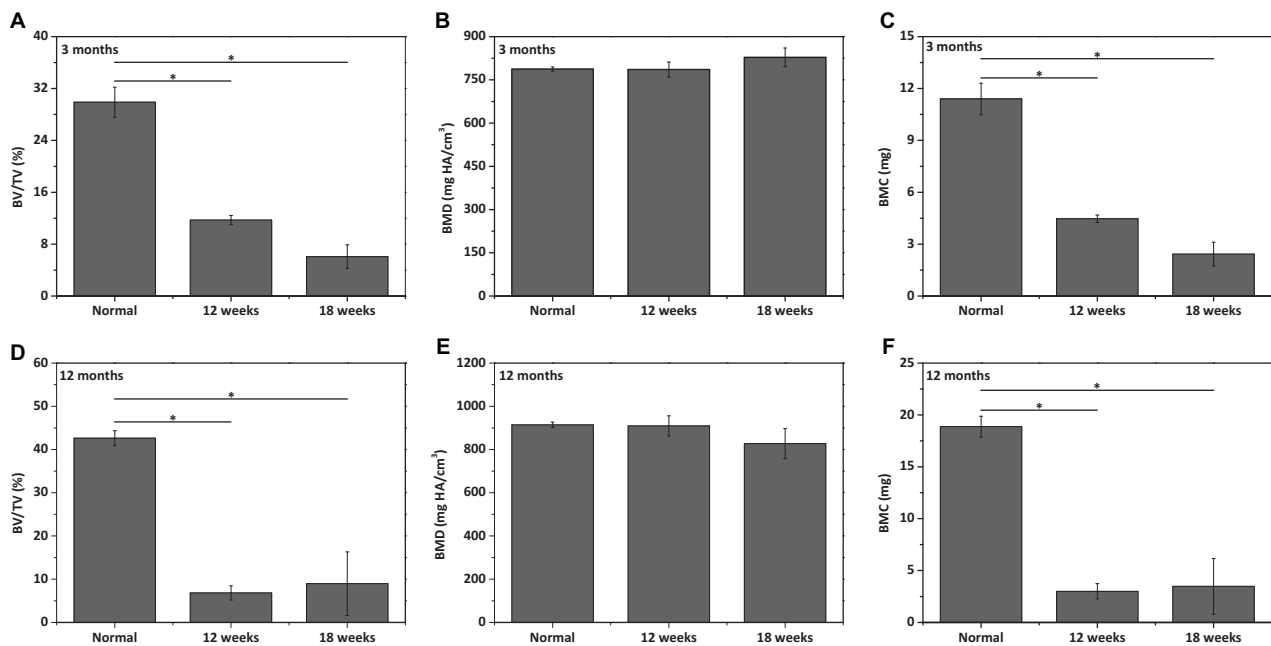 A
3 months
*
*
BV/TV (%)
40
32
24
16
8
0
Normal
12 weeks
18 weeks
B
3 months
BMD (mg HA/cm³)
900
750
600
450
300
150
0
Normal
12 weeks
18 weeks
C
3 months
*
*
BMC (mg)
15
12
9
6
3
0
Normal
12 weeks
18 weeks
D
12 months
*
*
BV/TV (%)
60
50
40
30
20
10
0
Normal
12 weeks
18 weeks
E
12 months
BMD (mg HA/cm³)
1200
1000
800
600
400
200
0
Normal
12 weeks
18 weeks
F
12 months
*
*
BMC (mg)
25
20
15
10
5
0
Normal
12 weeks
18 weeks